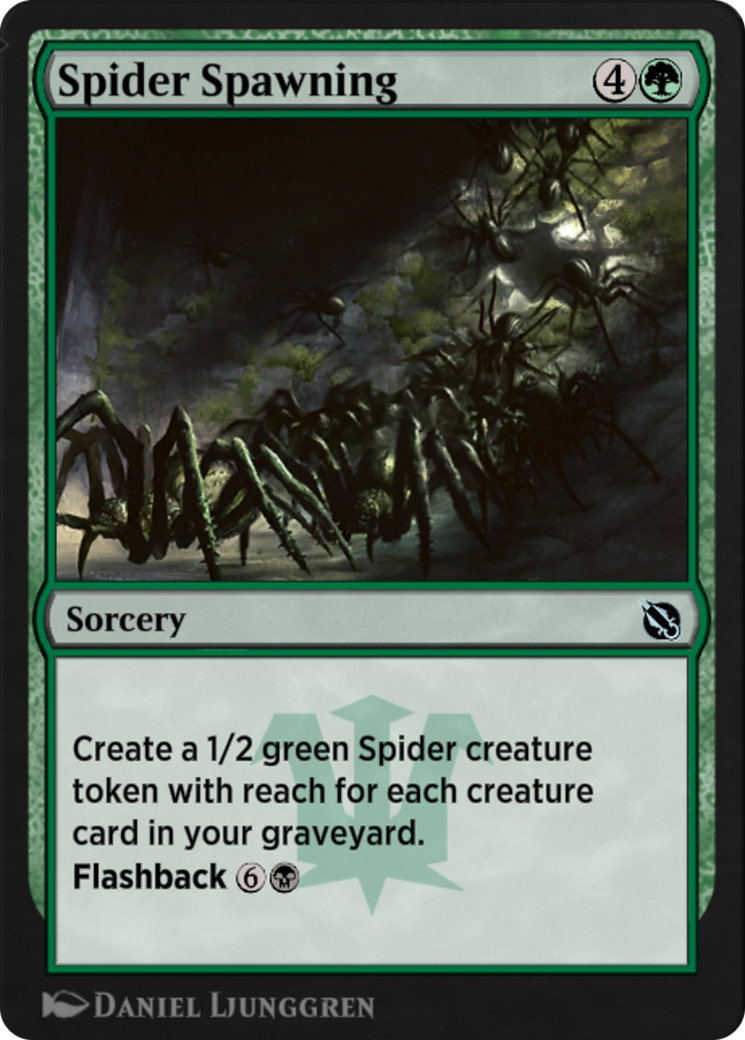 Spider Spawning 4
Sorcery
Create a 1/2 green Spider creature
token with reach for each creature
card in your graveyard.
Flashback 6
Daniel Ljunggren